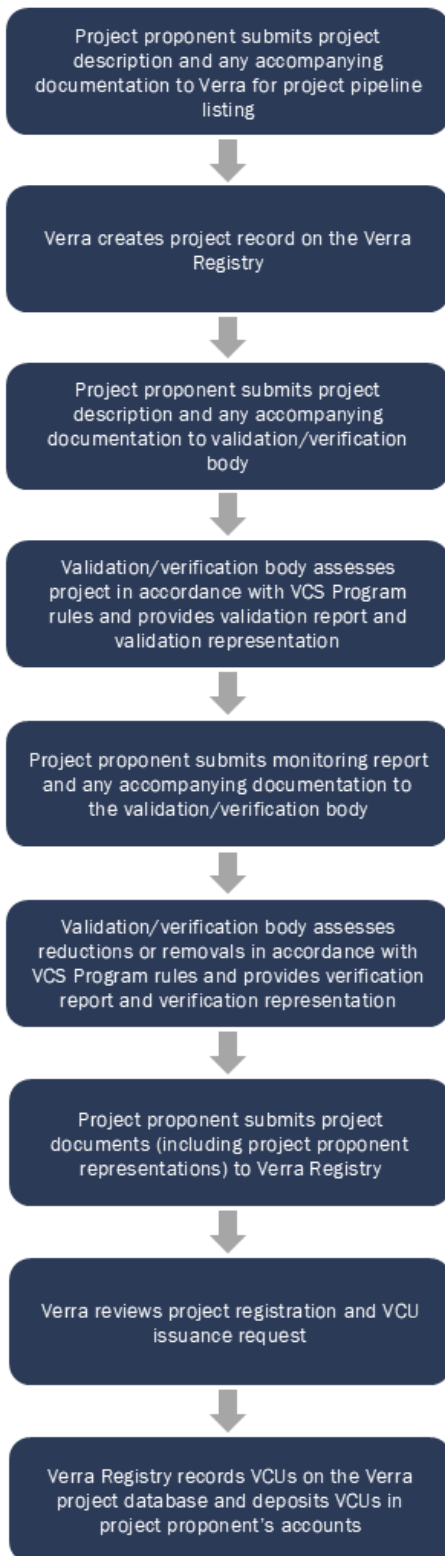 Project proponent submits project
description and any accompanying
documentation to Verra for project pipeline
listing
Verra creates project record on the Verra
Registry
Project proponent submits project
description and any accompanying
documentation to validation/verification
body
Validation/verification body assesses
project in accordance with VCS Program
rules and provides validation report and
validation representation
Project proponent submits monitoring report
and any accompanying documentation to
the validation/verification body
Validation/verification body assesses
reductions or removals in accordance with
VCS Program rules and provides verification
report and verification representation
Project proponent submits project
documents (including project proponent
representations) to Verra Registry
Verra reviews project registration and VCU
issuance request
Verra Registry records VCUs on the Verra
project database and deposits VCUs in
project proponent's accounts